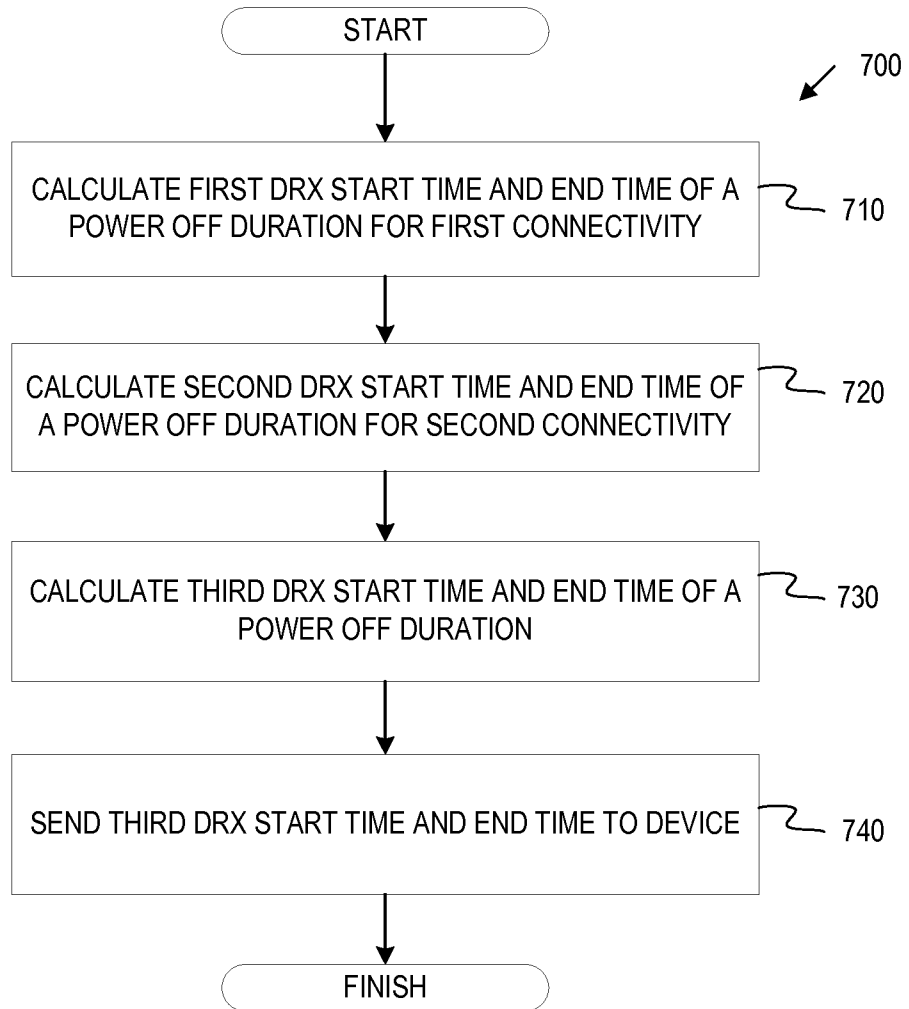 START
700
CALCULATE FIRST DRX START TIME AND END TIME OF A
POWER OFF DURATION FOR FIRST CONNECTIVITY
710
CALCULATE SECOND DRX START TIME AND END TIME OF
A POWER OFF DURATION FOR SECOND CONNECTIVITY
720
CALCULATE THIRD DRX START TIME AND END TIME OF A
POWER OFF DURATION
730
SEND THIRD DRX START TIME AND END TIME TO DEVICE
740
FINISH